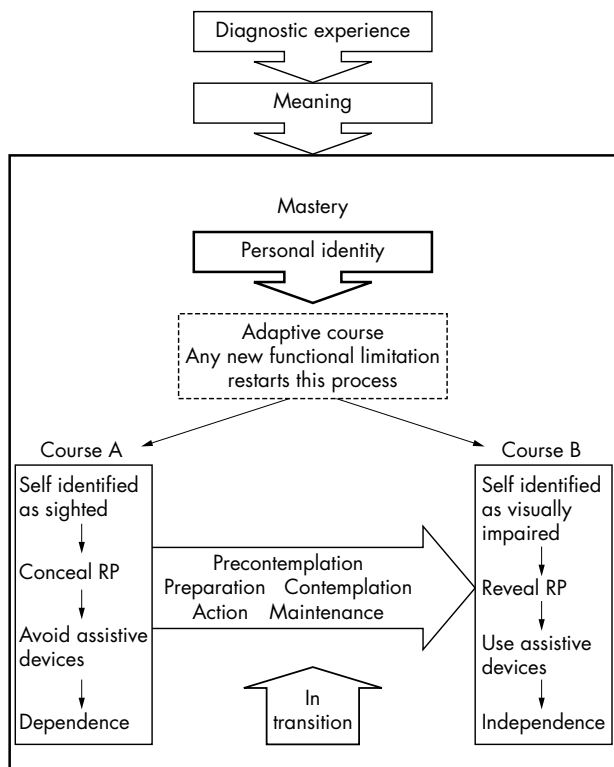 Diagnostic experience
Meaning
Mastery
Personal identity
Adaptive course
Any new functional limitation
restarts this process
Course A
Self identified
as sighted
Conceal RP
Avoid assistive
devices
Dependence
Precontemplation
Preparation Contemplation
Action Maintenance
In
transition
Course B
Self identified
as visually
impaired
Reveal RP
Use assistive
devices
Independence